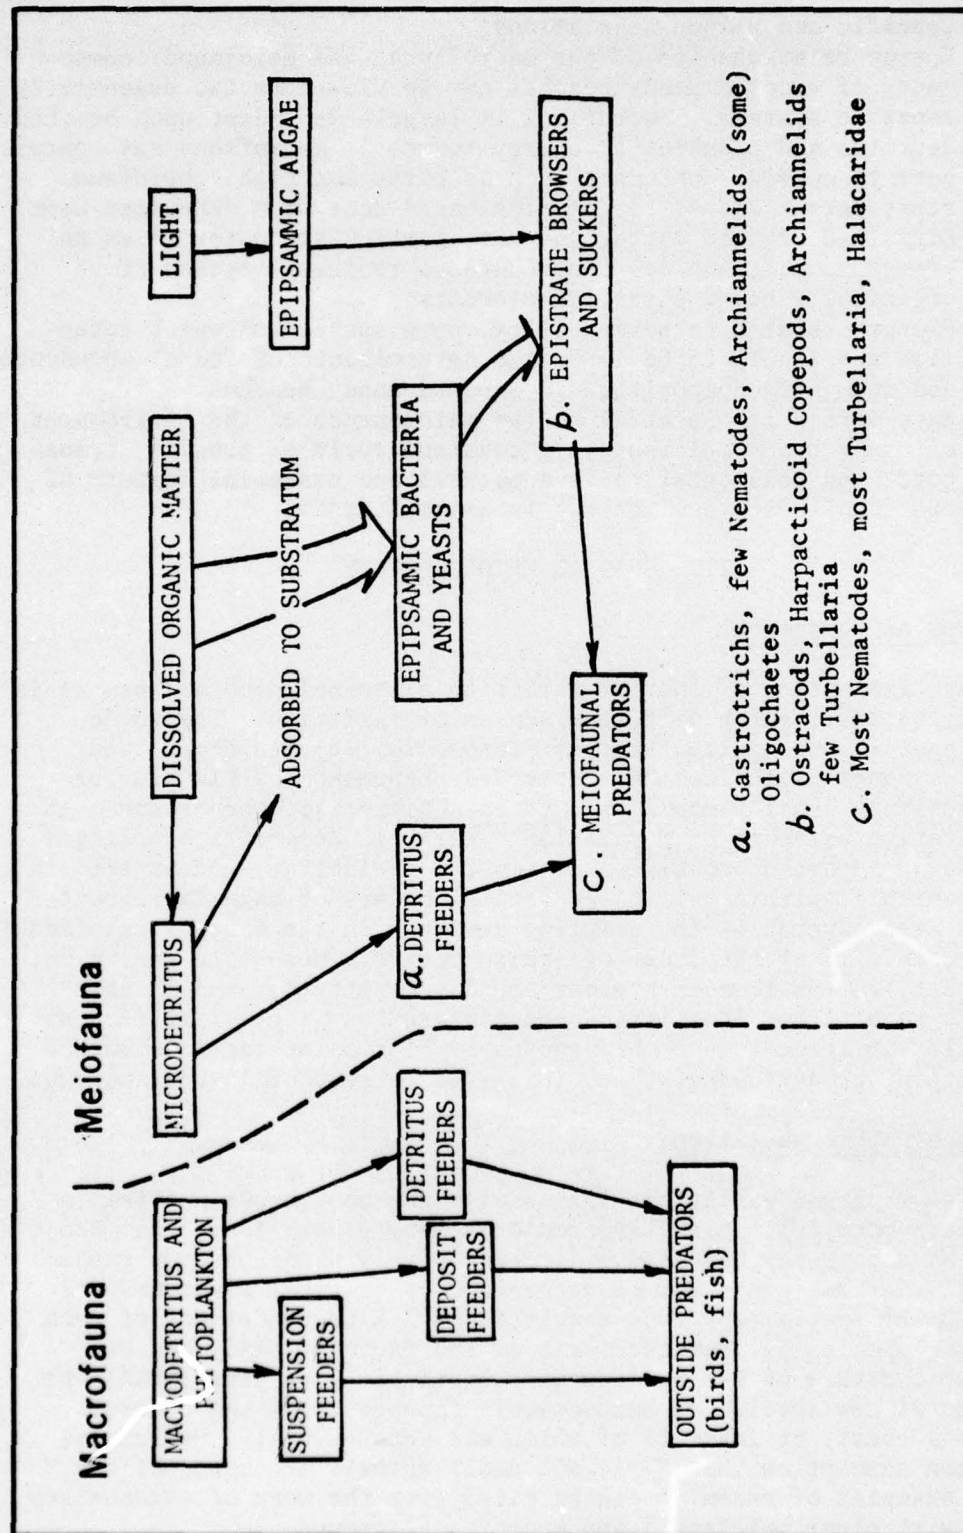 Macrofauna
Meiofauna
MACRODETRITUS AND
PHYTOPLANKTON
SUSPENSION
FEEDERS
DEPOSIT
FEEDERS
DETRITUS
FEEDERS
OUTSIDE PREDATORS
(birds, fish)
MICRODETRITUS
DISSOLVED ORGANIC MATTER
LIGHT
ADSORBED TO SUBSTRATUM
EPIPSAMMIC ALGAE
a. DETRITUS
FEEDERS
EPIPSAMMIC BACTERIA
AND YEASTS
b. EPISTRATE BROWSERS
AND SUCKERS
c. MEIOFAUNAL
PREDATORS
a. Gastrotrichs, few Nematodes, Archiannelids (some)
Oligochaetes
b. Ostracods, Harpacticoid Copepods, Archiannelids
few Turbellaria
c. Most Nematodes, most Turbellaria, Halacaridae